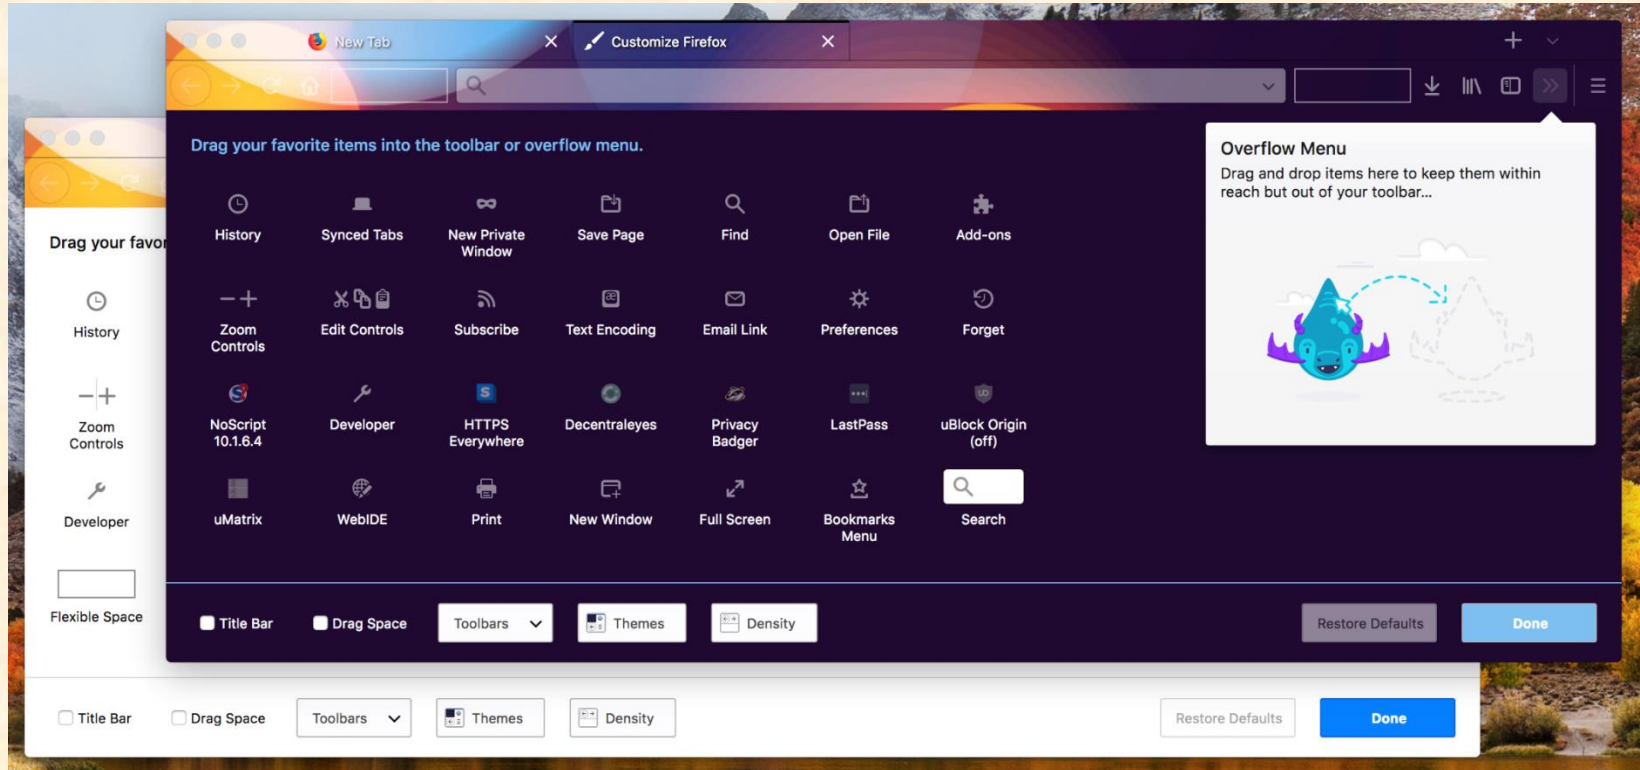 New Tab
Customize Firefox
Drag your favorite items into the toolbar or overflow menu.
Overflow Menu
Drag and drop items here to keep them within
reach but out of your toolbar...
History
Synced Tabs
New Private
Window
Save Page
Find
Open File
Add-ons
Zoom
Controls
Edit Controls
Subscribe
Text Encoding
Email Link
Preferences
Forget
NoScript
10.1.6.4
Developer
HTTPS
Everywhere
Decentraleyes
Privacy
Badger
LastPass
uBlock Origin
(off)
uMatrix
WebIDE
Print
New Window
Full Screen
Bookmarks
Menu
Search
Title Bar
Drag Space
Toolbars
Themes
Density
Restore Defaults
Done
Drag your favor
History
Zoom
Controls
Developer
Flexible Space
Title Bar
Drag Space
Toolbars
Themes
Density
Restore Defaults
Done